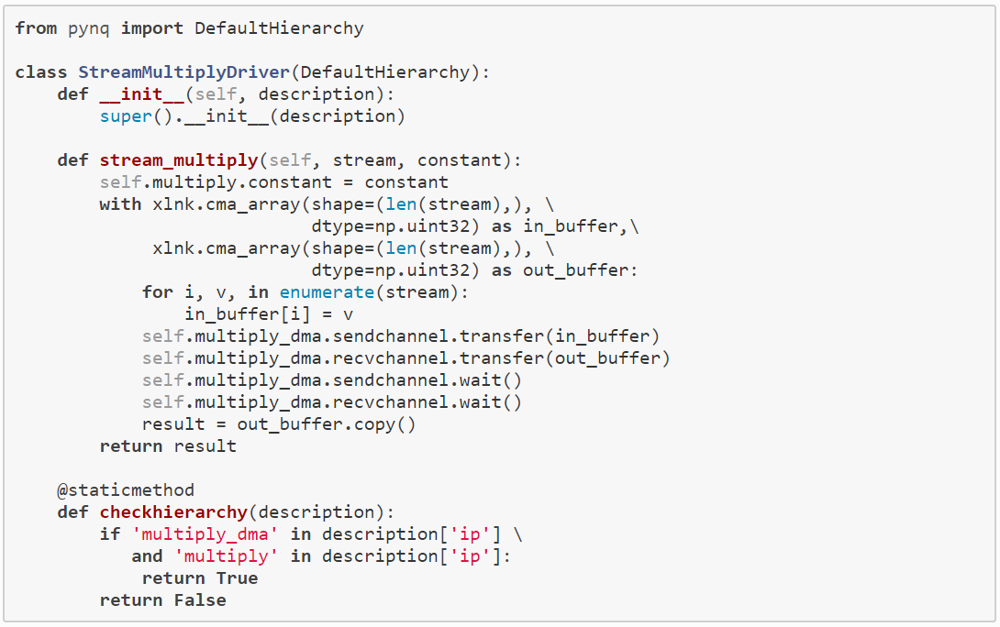 from pynq import DefaultHierarchy

class StreamMultiplyDriver(DefaultHierarchy):
    def __init__(self, description):
        super().__init__(description)

    def stream_multiply(self, stream, constant):
        self.multiply.constant = constant
        with xlnk.cma_array(shape=(len(stream),), \
                            dtype=np.uint32) as in_buffer,\
             xlnk.cma_array(shape=(len(stream),), \
                            dtype=np.uint32) as out_buffer:
            for i, v, in enumerate(stream):
                in_buffer[i] = v
            self.multiply_dma.sendchannel.transfer(in_buffer)
            self.multiply_dma.recvchannel.transfer(out_buffer)
            self.multiply_dma.sendchannel.wait()
            self.multiply_dma.recvchannel.wait()
            result = out_buffer.copy()
        return result

    @staticmethod
    def checkhierarchy(description):
        if 'multiply_dma' in description['ip'] \
           and 'multiply' in description['ip']:
            return True
        return False